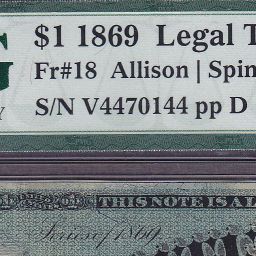 $1 1869 Legal T
Fr#18 Allison | Spin
S/N V4470144 pp D
THIS NOTE IS A L
Series of 1869